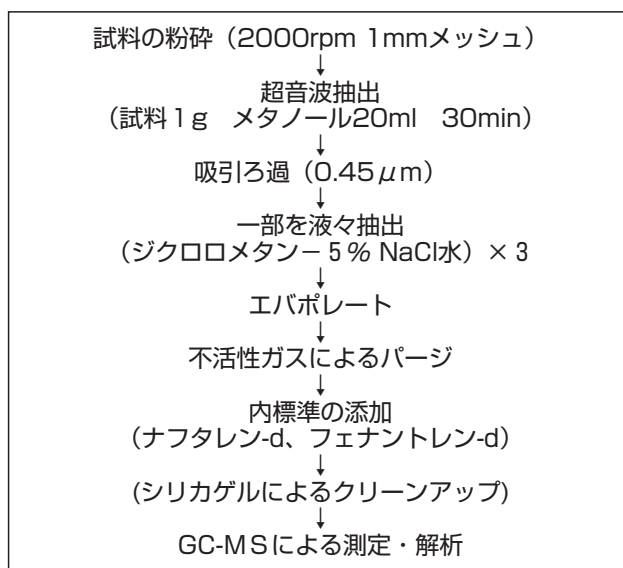 試料の粉砕（2000rpm 1mmメッシュ）
↓
超音波抽出
（試料1g　メタノール20ml　30min）
↓
吸引ろ過（0.45μm）
↓
一部を液々抽出
（ジクロロメタン－5% NaCl水）×3
↓
エバポレート
↓
不活性ガスによるパージ
↓
内標準の添加
（ナフタレン-d、フェナントレン-d）
↓
(シリカゲルによるクリーンアップ)
↓
GC-MSによる測定・解析